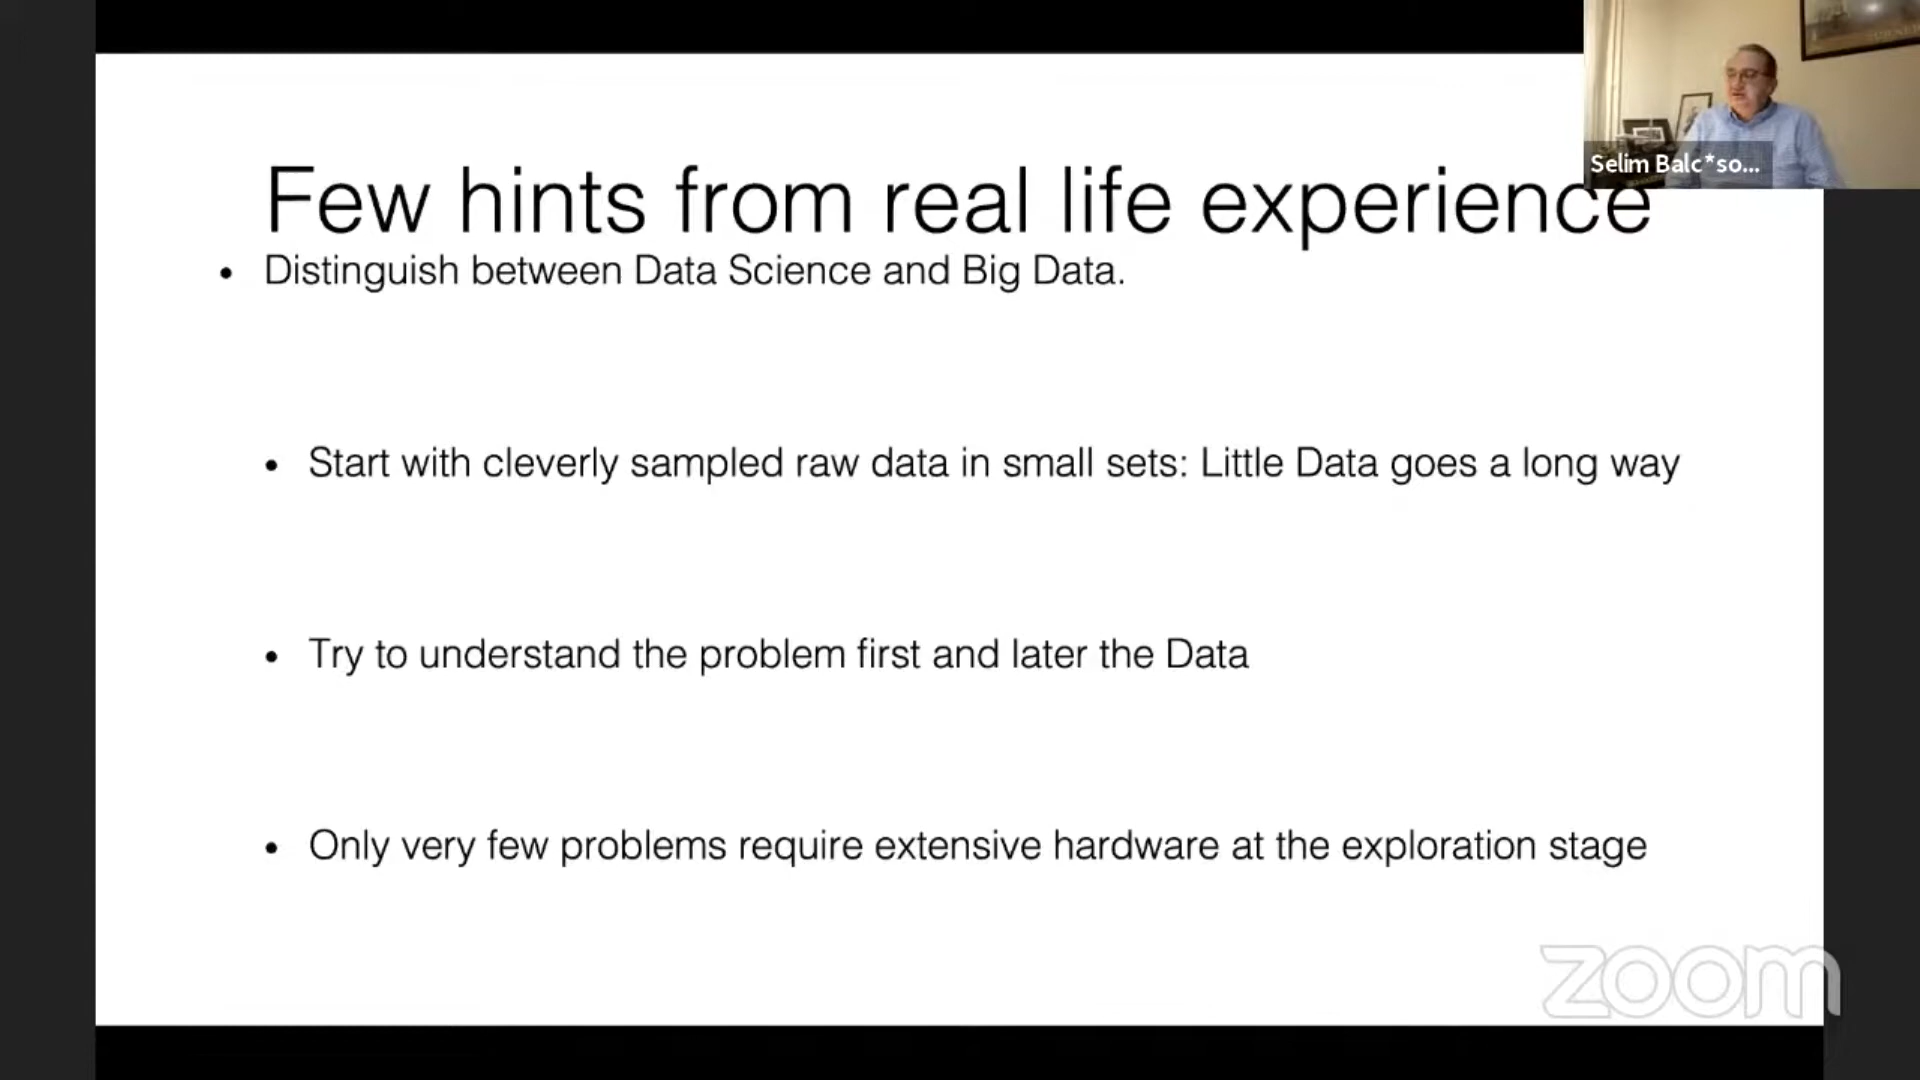 Selim Balc*so...
Few hints from real life experience
• Distinguish between Data Science and Big Data.
• Start with cleverly sampled raw data in small sets: Little Data goes a long way
• Try to understand the problem first and later the Data
• Only very few problems require extensive hardware at the exploration stage
zoom